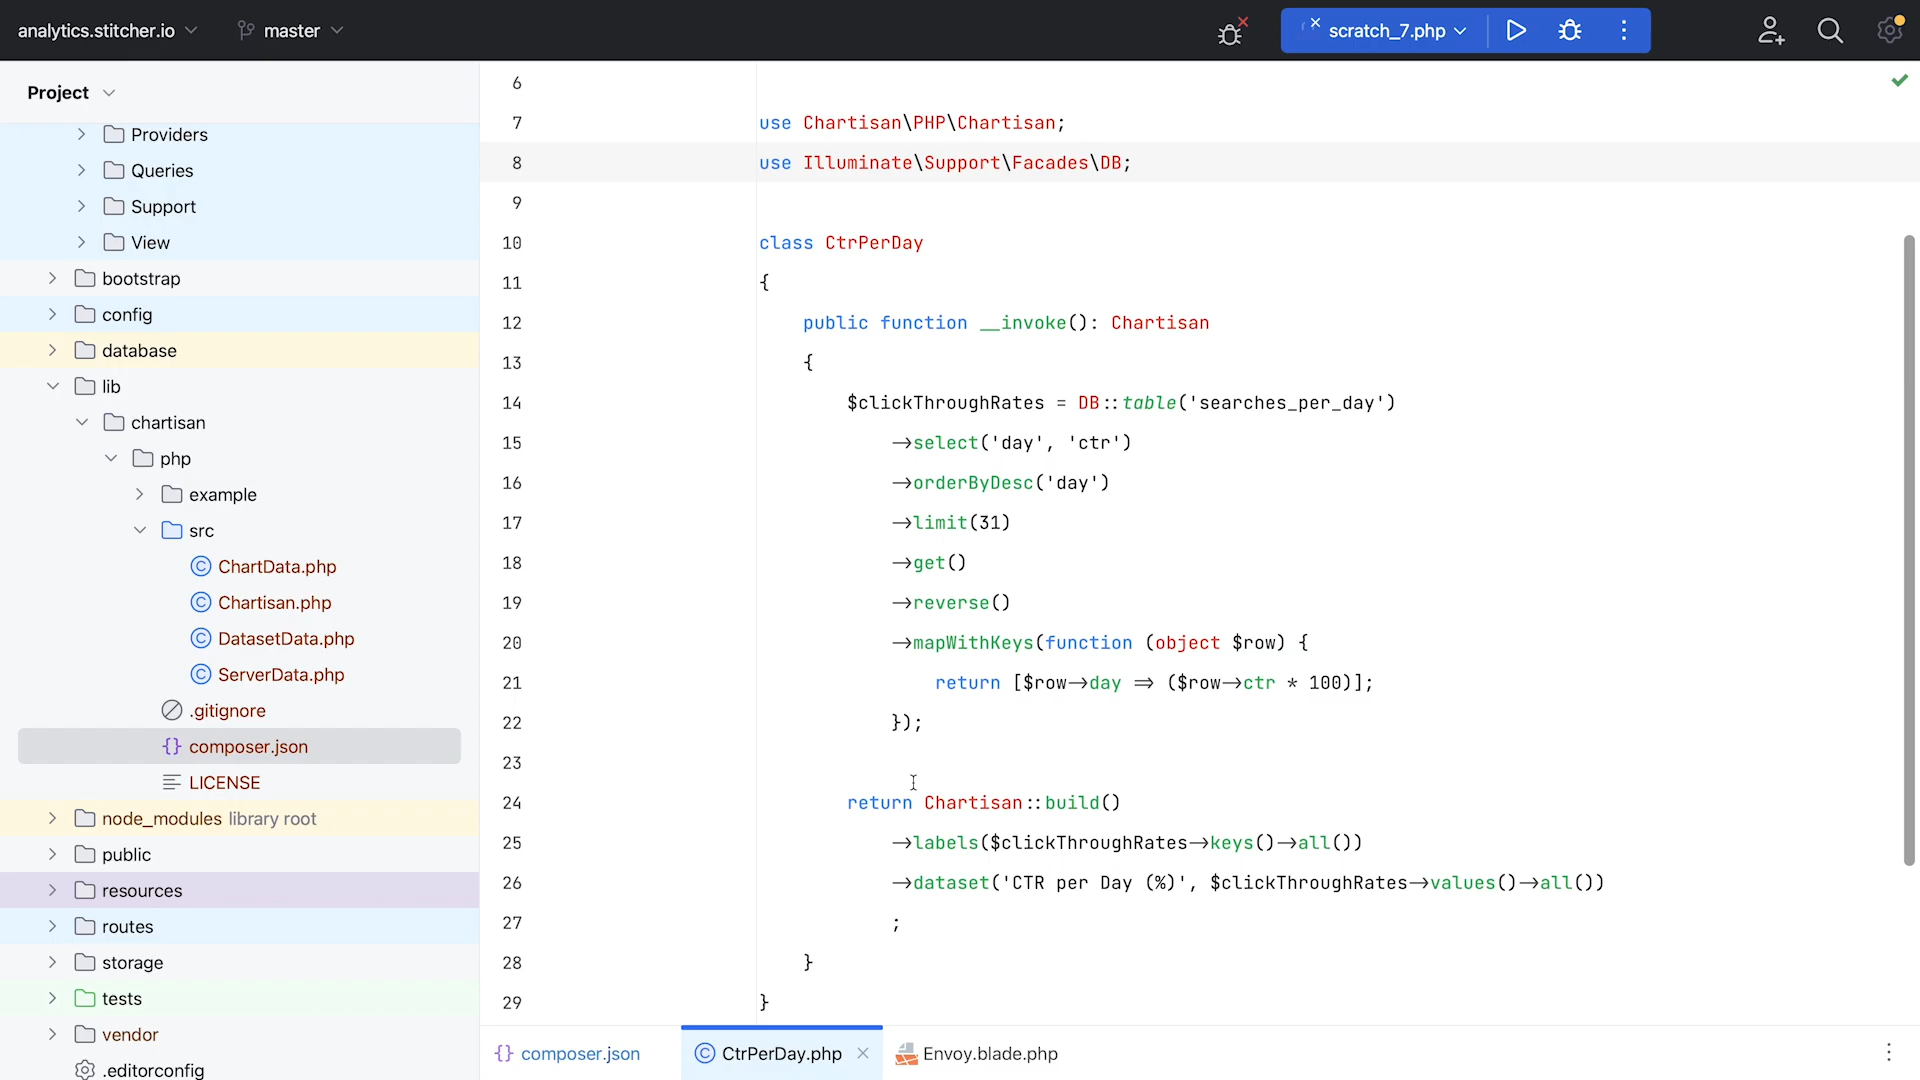 analytics.stitcher.io
master
scratch_7.php
Project
Providers
Queries
Support
View
bootstrap
config
database
lib
chartisan
php
example
src
ChartData.php
Chartisan.php
DatasetData.php
ServerData.php
.gitignore
{} composer.json
LICENSE
node_modules library root
public
resources
routes
storage
tests
vendor
.editorconfig
6
7 use Chartisan\PHP\Chartisan;
8 use Illuminate\Support\Facades\DB;
9
10 class CtrPerDay
11 {
12 public function __invoke(): Chartisan
13 {
14 $clickThroughRates = DB::table('searches_per_day')
15 ->select('day', 'ctr')
16 ->orderByDesc('day')
17 ->limit(31)
18 ->get()
19 ->reverse()
20 ->mapWithKeys(function (object $row) {
21 return [$row->day => ($row->ctr * 100)];
22 });
23
24 return Chartisan::build()
25 ->labels($clickThroughRates->keys()->all())
26 ->dataset('CTR per Day (%)', $clickThroughRates->values()->all())
27 ;
28 }
29 }
{} composer.json
CtrPerDay.php
Envoy.blade.php